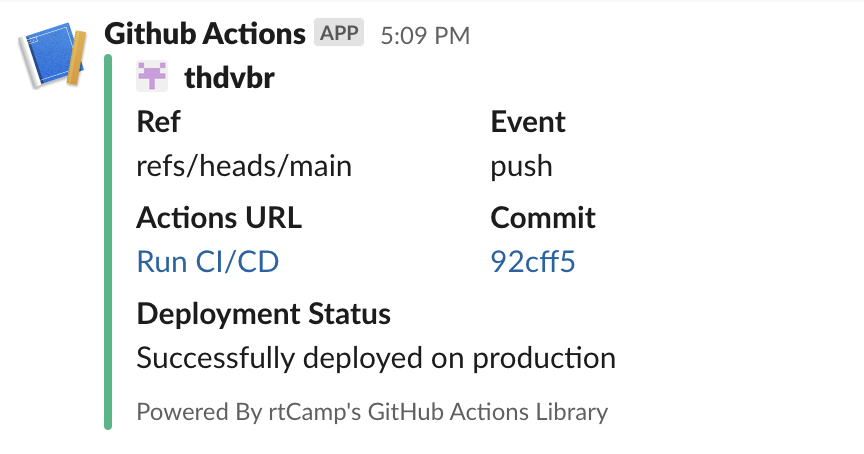 Github Actions APP 5:09 PM
thdvbr
Ref Event
refs/heads/main push
Actions URL Commit
Run CI/CD 92cff5
Deployment Status
Successfully deployed on production
Powered By rtCamp's GitHub Actions Library